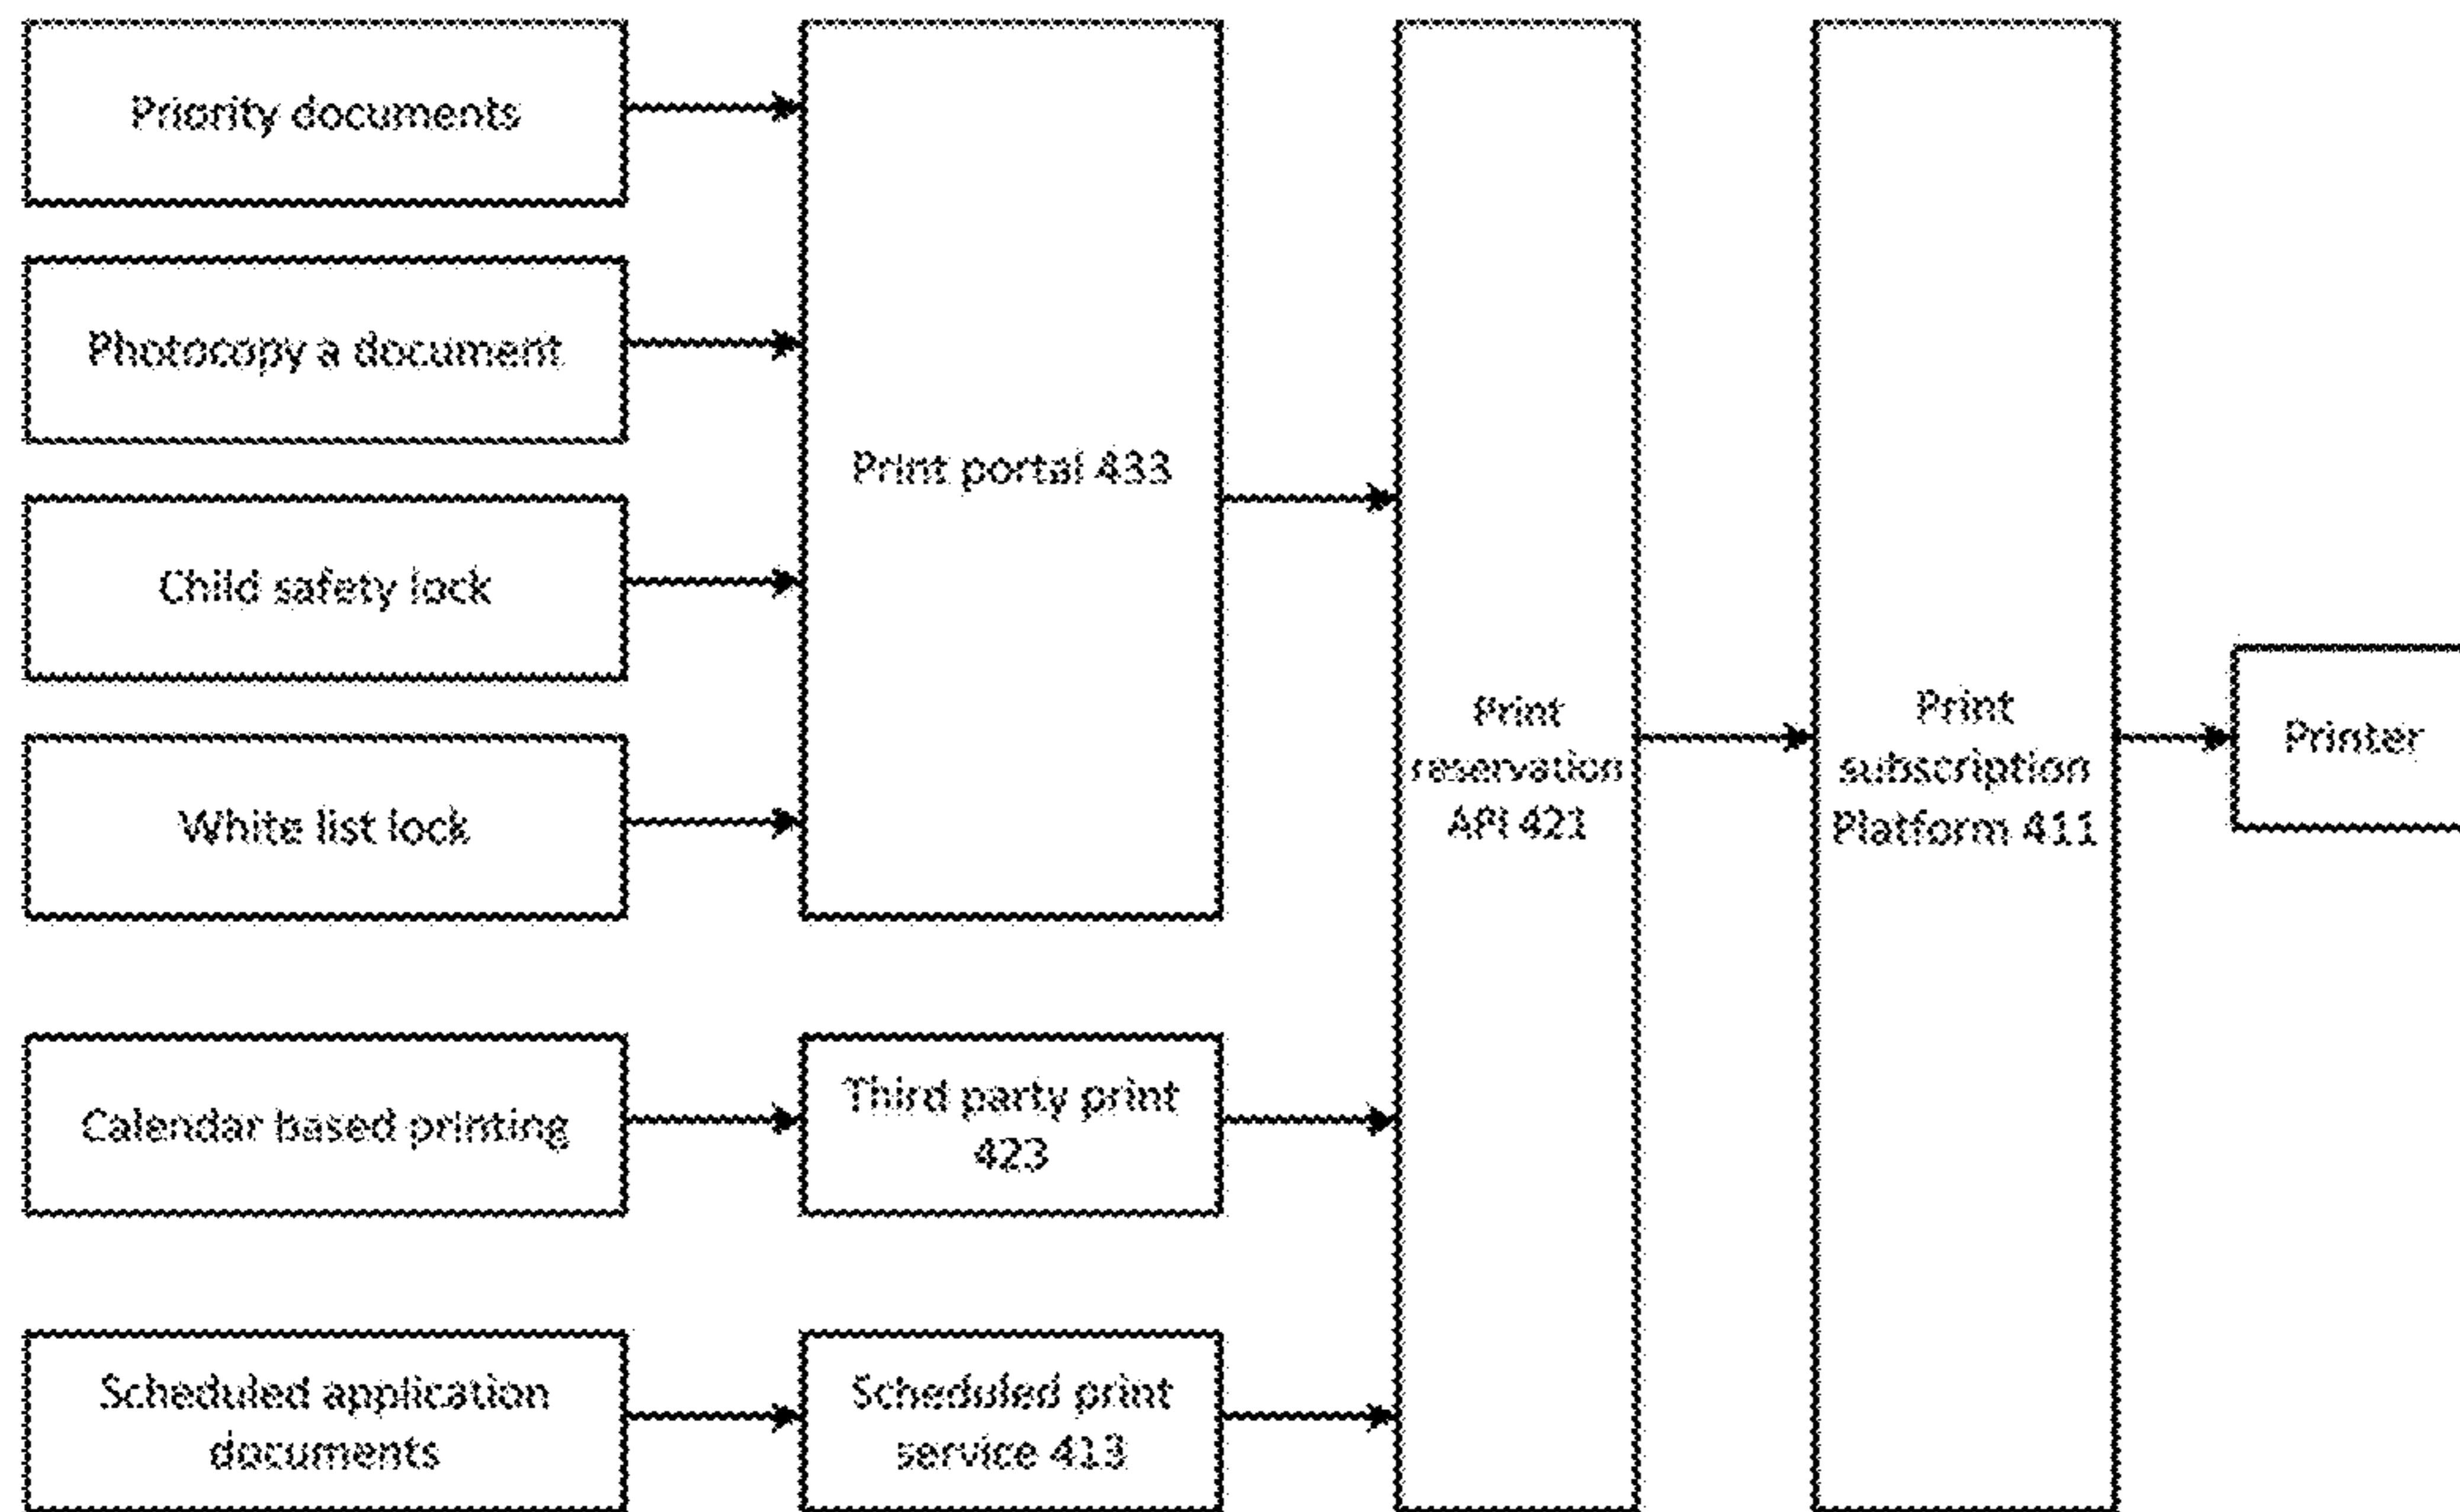 Priority documents
Photocopy a document
Child safety lock
White list lock
Calendar based printing
Scheduled application
documents
Print portal 433
Third party print
423
Scheduled print
service 413
Print
reservation
API 421
Print
subscription
Platform 411
Printer